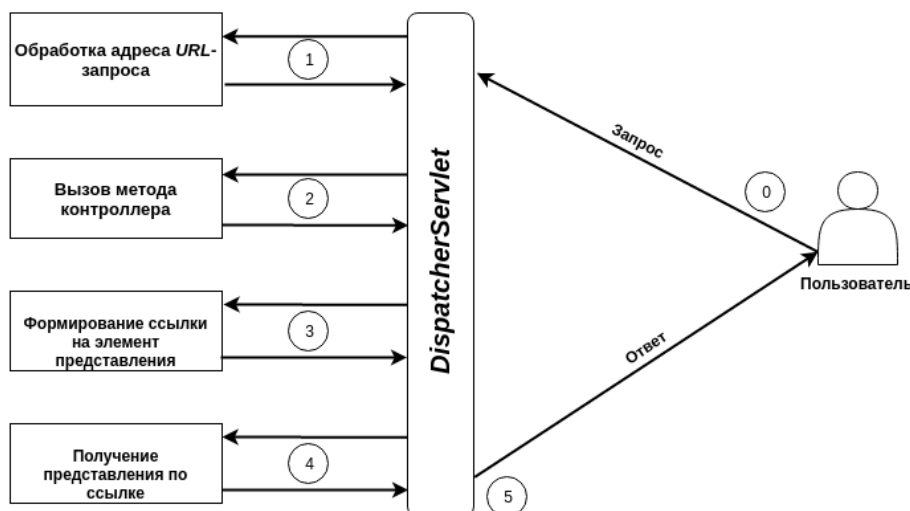 Обработка адреса URL-
запроса
1
Вызов метода
контроллера
2
Формирование ссылки
на элемент
представления
3
Получение
представления по
ссылке
4
DispatcherServlet
Запрос
0
Пользователь
Ответ
5